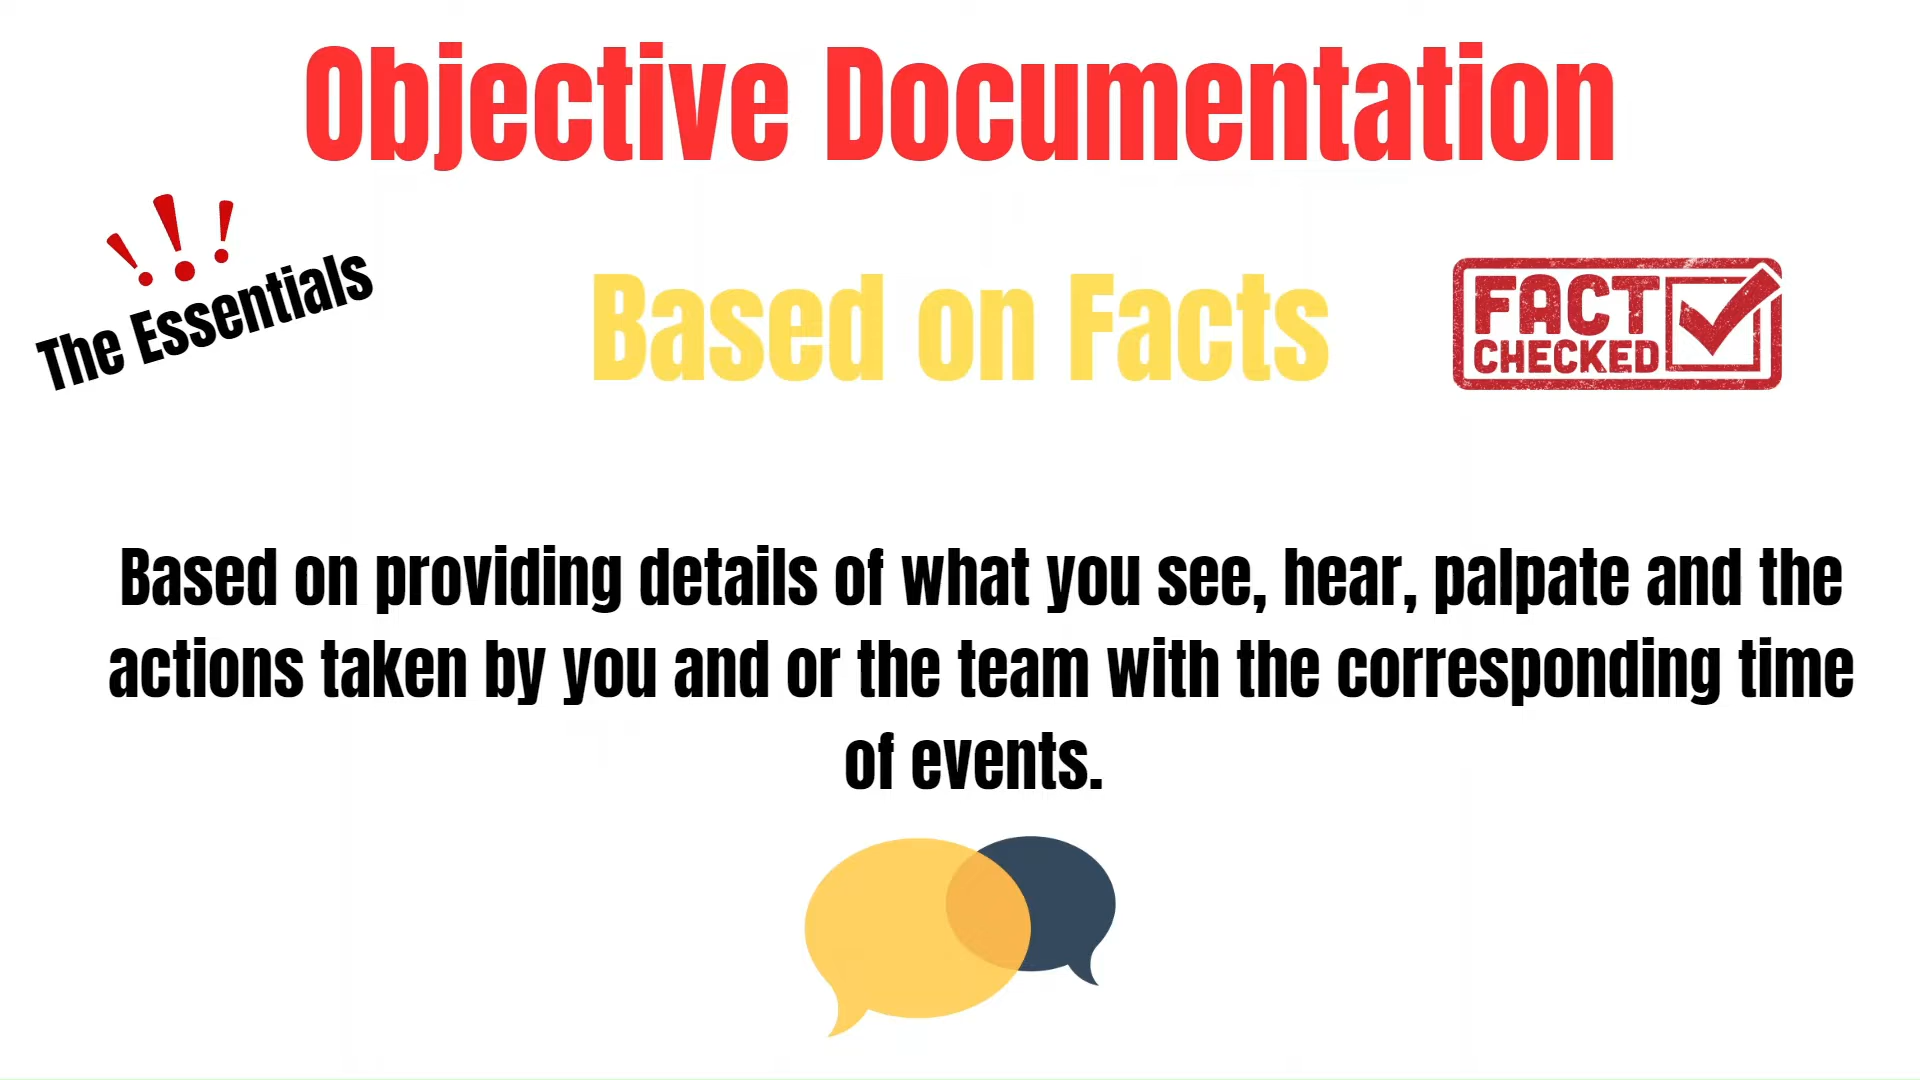 Objective Documentation
!!!
The Essentials
Based on Facts
FACT
CHECKED
Based on providing details of what you see, hear, palpate and the
actions taken by you and or the team with the corresponding time
of events.